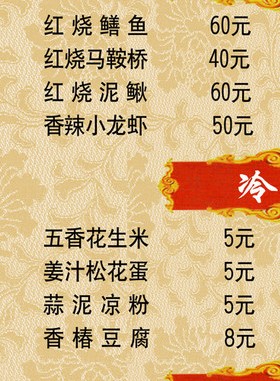 红烧鳝鱼 60元
红烧马鞍桥 40元
红烧泥鳅 60元
香辣小龙虾 50元
冷
五香花生米 5元
姜汁松花蛋 5元
蒜泥凉粉 5元
香椿豆腐 8元